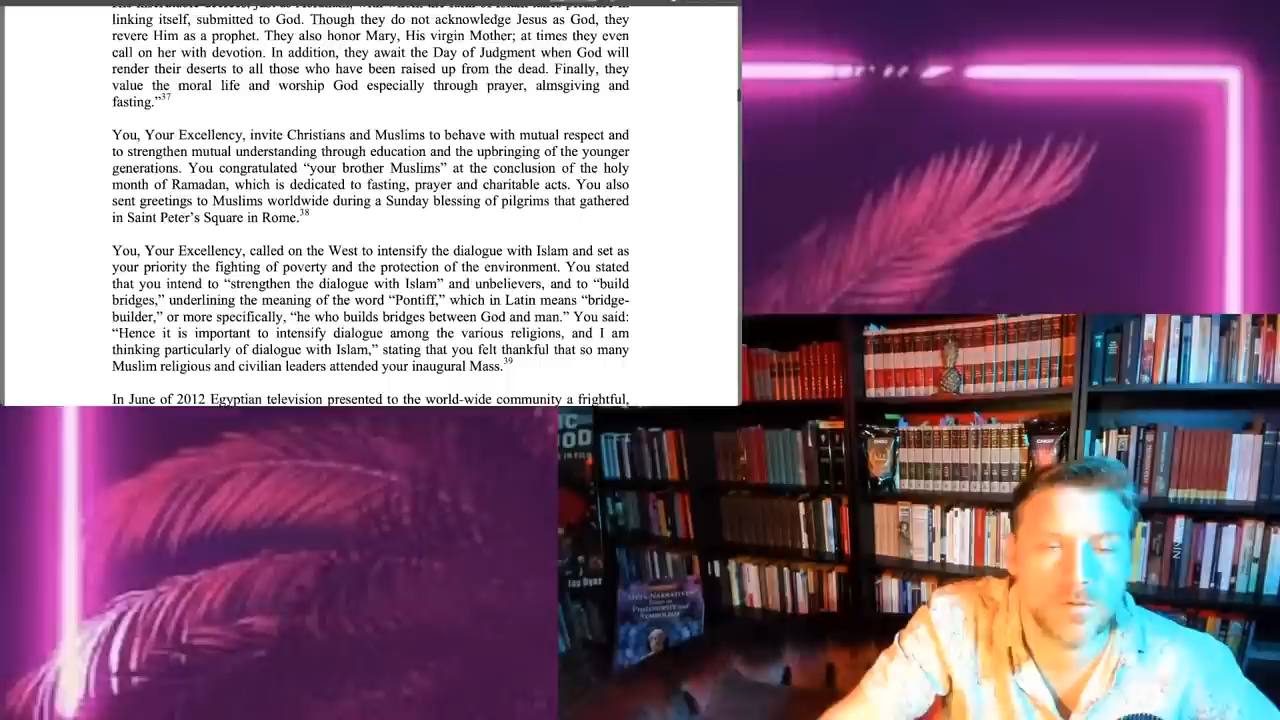 linking itself, submitted to God. Though they do not acknowledge Jesus as God, they
revere Him as a prophet. They also honor Mary, His virgin Mother; at times they even
call on her with devotion. In addition, they await the Day of Judgment when God will
render their deserts to all those who have been raised up from the dead. Finally, they
value the moral life and worship God especially through prayer, almsgiving and
fasting.”37
You, Your Excellency, invite Christians and Muslims to behave with mutual respect and
to strengthen mutual understanding through education and the upbringing of the younger
generations. You congratulated “your brother Muslims” at the conclusion of the holy
month of Ramadan, which is dedicated to fasting, prayer and charitable acts. You also
sent greetings to Muslims worldwide during a Sunday blessing of pilgrims that gathered
in Saint Peter’s Square in Rome.38
You, Your Excellency, called on the West to intensify the dialogue with Islam and set as
your priority the fighting of poverty and the protection of the environment. You stated
that you intend to “strengthen the dialogue with Islam” and unbelievers, and to “build
bridges,” underlining the meaning of the word “Pontiff,” which in Latin means “bridge-
builder,” or more specifically, “he who builds bridges between God and man.” You said:
“Hence it is important to intensify dialogue among the various religions, and I am
thinking particularly of dialogue with Islam,” stating that you felt thankful that so many
Muslim religious and civilian leaders attended your inaugural Mass.39
In June of 2012 Egyptian television presented to the world-wide community a frightful,
Jay Dyer
PHILOSOPHY and
SYMBOLISM
CHOQ